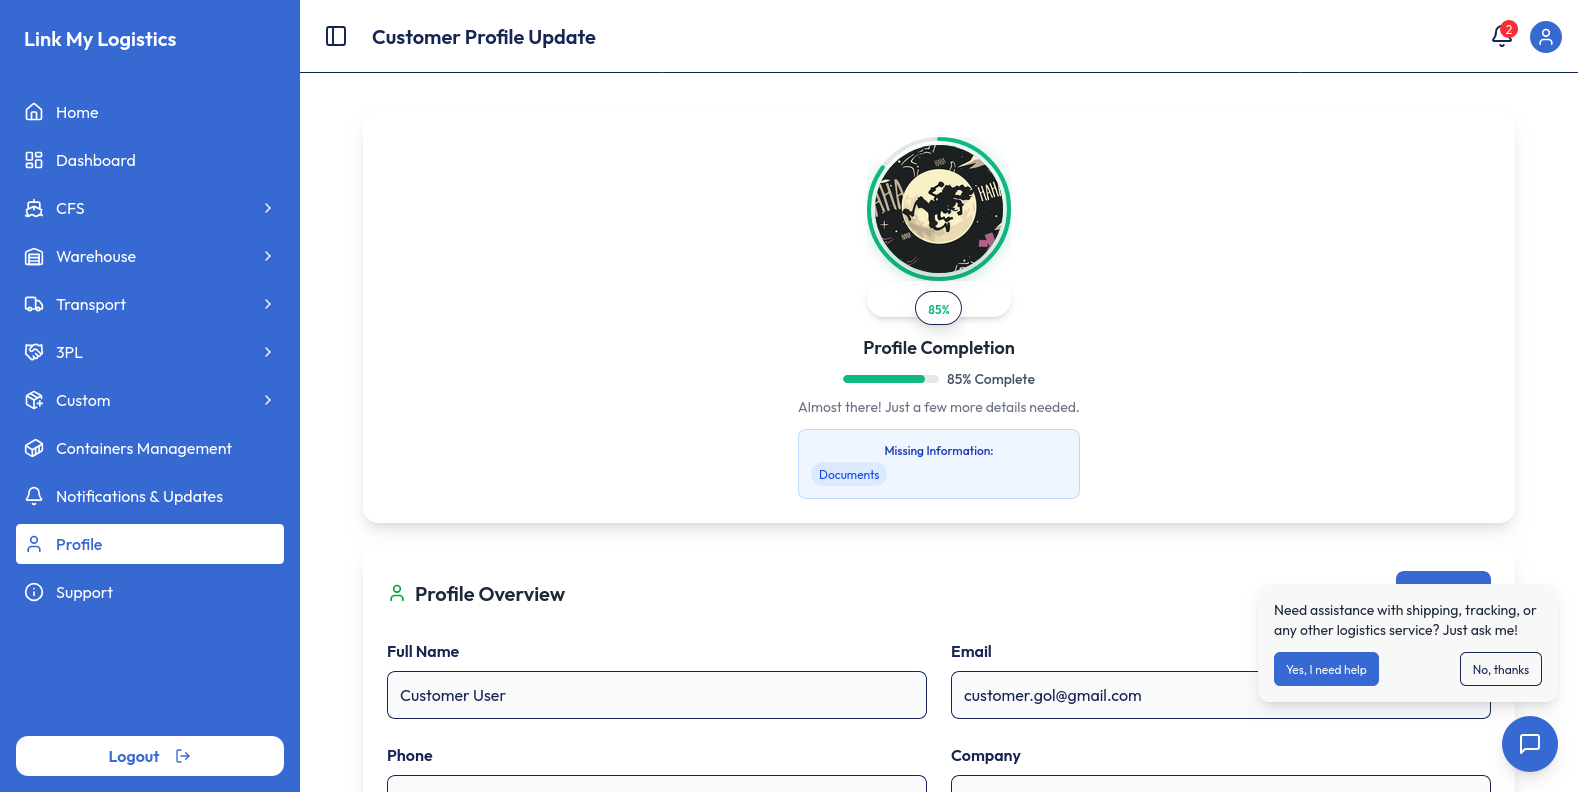 Link My Logistics
Customer Profile Update
2
Home
Dashboard
CFS
Warehouse
Transport
3PL
Custom
Containers Management
Notifications & Updates
Profile
Support
Logout
HAHA
85%
Profile Completion
85% Complete
Almost there! Just a few more details needed.
Missing Information:
Documents
Profile Overview
Full Name
Customer User
Email
customer.gol@gmail.com
Phone
Company
Need assistance with shipping, tracking, or
any other logistics service? Just ask me!
Yes, I need help
No, thanks